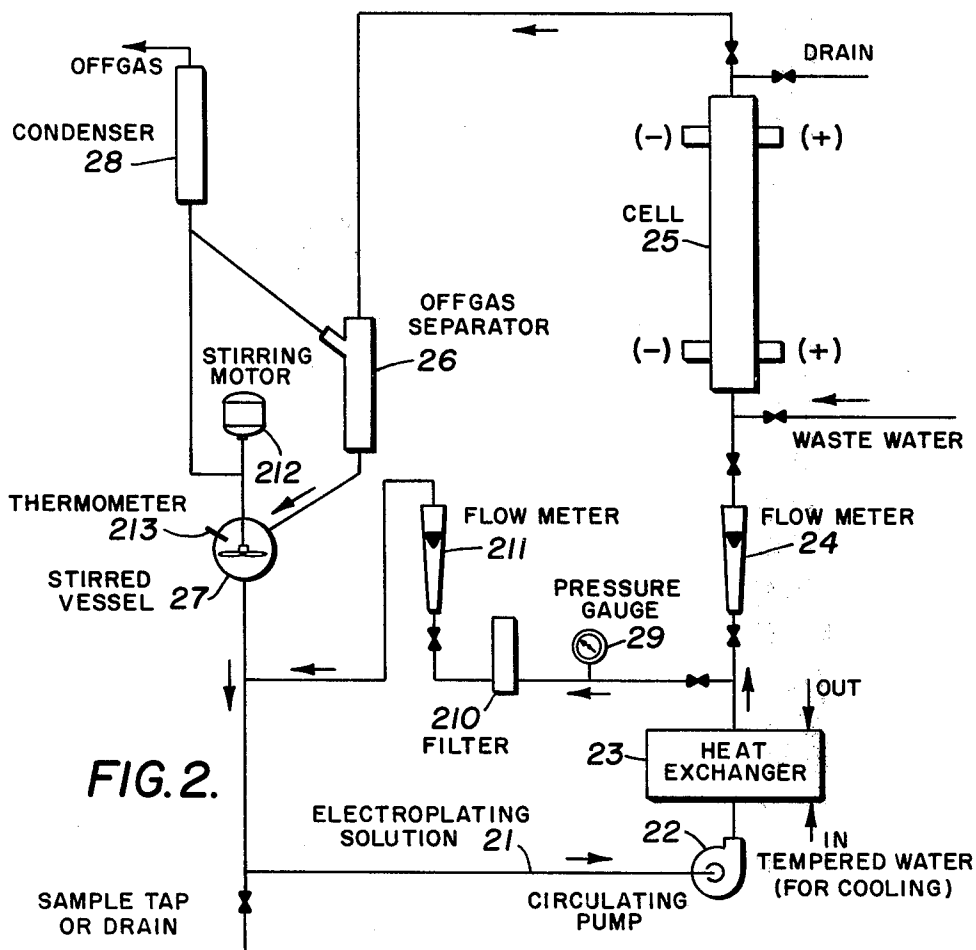 OFFGAS
CONDENSER
28
DRAIN
(-)
(+)
CELL
25
OFFGAS
SEPARATOR
26
STIRRING
MOTOR
212
(-)
(+)
WASTE WATER
THERMOMETER
213
FLOW METER
211
FLOW METER
24
STIRRED
VESSEL 27
PRESSURE
GAUGE
29
210
FILTER
OUT
23
HEAT
EXCHANGER
FIG. 2.
ELECTROPLATING
SOLUTION 21
22
IN
TEMPERED WATER
(FOR COOLING)
CIRCULATING
PUMP
SAMPLE TAP
OR DRAIN